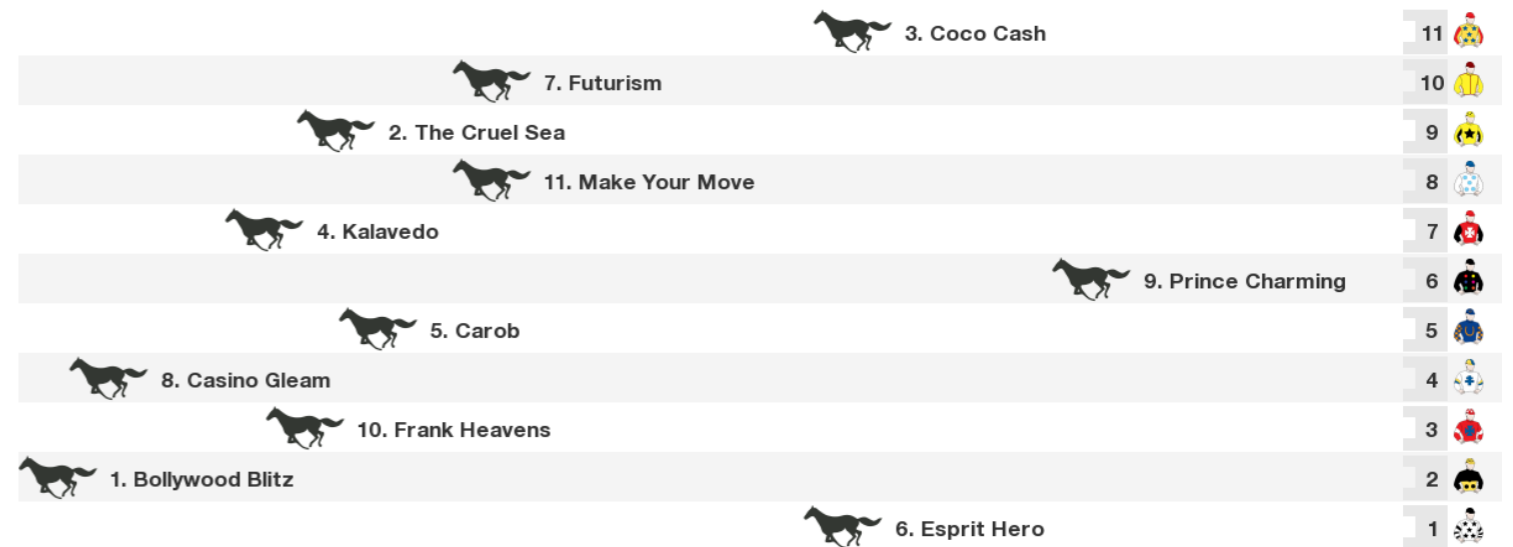 3. Coco Cash 11
7. Futurism 10
2. The Cruel Sea 9
11. Make Your Move 8
4. Kalavedo 7
9. Prince Charming 6
5. Carob 5
8. Casino Gleam 4
10. Frank Heavens 3
1. Bollywood Blitz 2
6. Esprit Hero 1